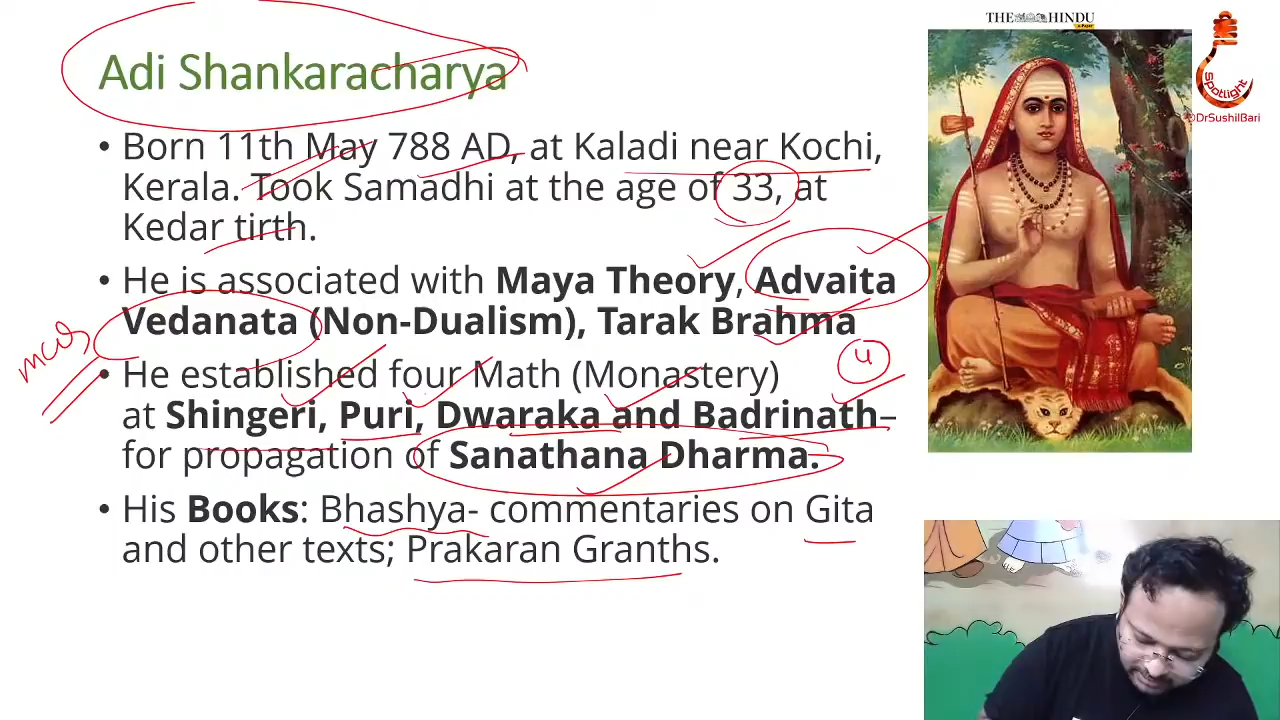 THE HINDU
Adi Shankaracharya
Spotlight
@DrSushilBari
• Born 11th May 788 AD, at Kaladi near Kochi,
Kerala. Took Samadhi at the age of 33, at
Kedar tirth.
• He is associated with Maya Theory, Advaita
Vedanata (Non-Dualism), Tarak Brahma
mcqs
4
• He established four Math (Monastery)
at Shingeri, Puri, Dwaraka and Badrinath–
for propagation of Sanathana Dharma.
• His Books: Bhashya- commentaries on Gita
and other texts; Prakaran Granths.